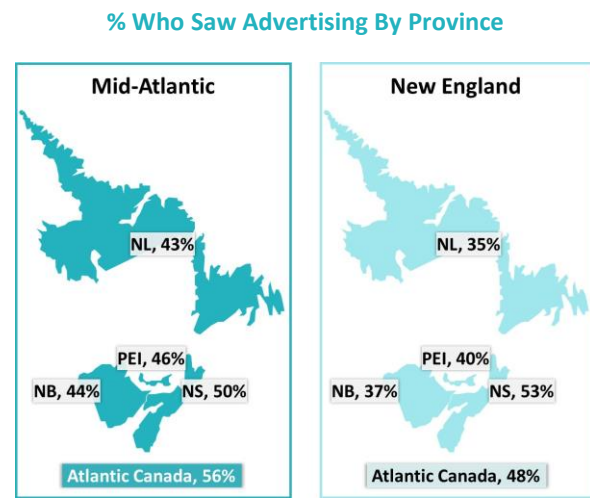 % Who Saw Advertising By Province
Mid-Atlantic
NL, 43%
PEI, 46%
NB, 44%
NS, 50%
Atlantic Canada, 56%
New England
NL, 35%
PEI, 40%
NB, 37%
NS, 53%
Atlantic Canada, 48%